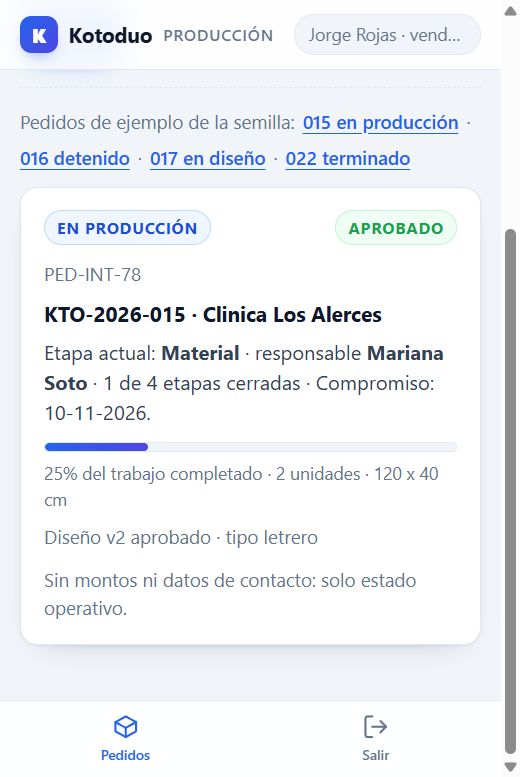 K Kotoduo PRODUCCIÓN Jorge Rojas · vend...
Pedidos de ejemplo de la semilla: 015 en producción ·
016 detenido · 017 en diseño · 022 terminado
EN PRODUCCIÓN APROBADO
PED-INT-78
KTO-2026-015 · Clinica Los Alerces
Etapa actual: Material · responsable Mariana
Soto · 1 de 4 etapas cerradas · Compromiso:
10-11-2026.
25% del trabajo completado · 2 unidades · 120 x 40
cm
Diseño v2 aprobado · tipo letrero
Sin montos ni datos de contacto: solo estado
operativo.
Pedidos Salir